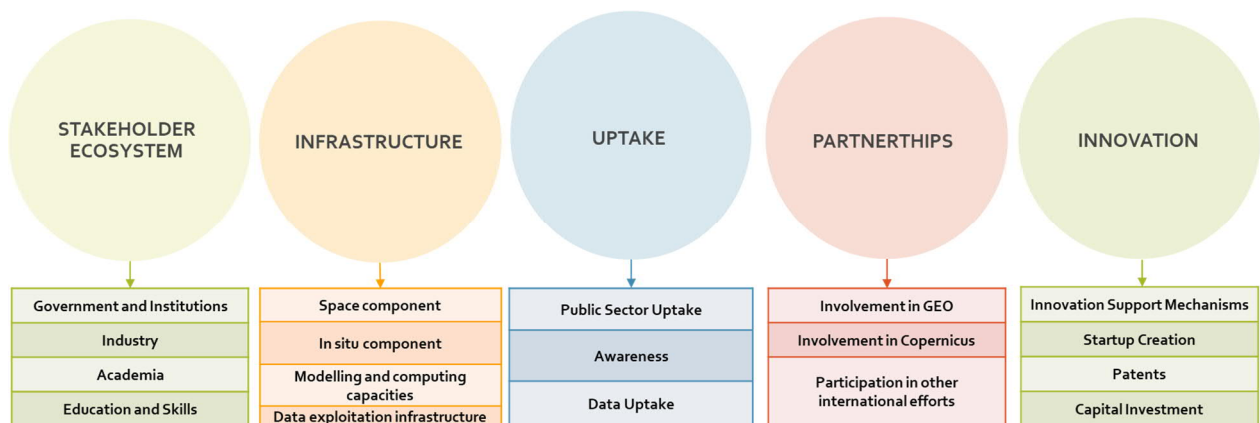 STAKEHOLDER
ECOSYSTEM
INFRASTRUCTURE
UPTAKE
PARTNERTHIPS
INNOVATION
Government and Institutions
Industry
Academia
Education and Skills
Space component
In situ component
Modelling and computing
capacities
Data exploitation infrastructure
Public Sector Uptake
Awareness
Data Uptake
Involvement in GEO
Involvement in Copernicus
Participation in other
international efforts
Innovation Support Mechanisms
Startup Creation
Patents
Capital Investment